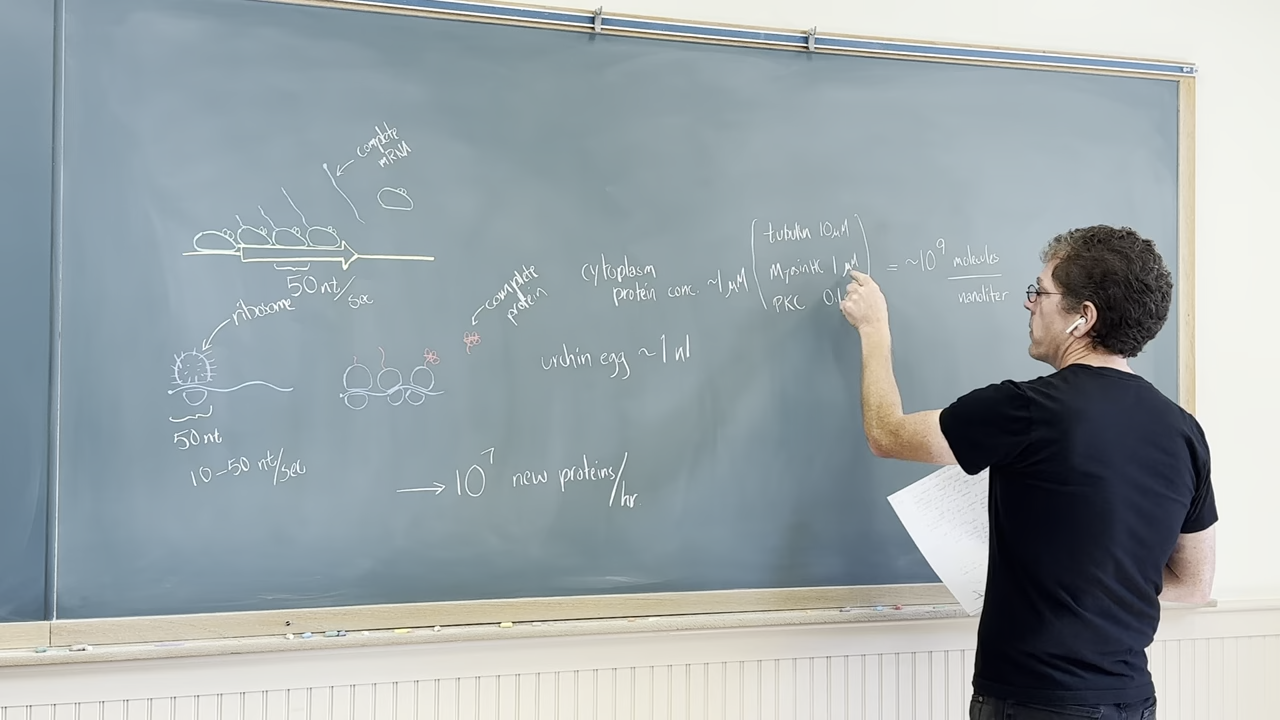 complete
mRNA
50 nt/sec
ribosome
50 nt
10-50 nt/sec
complete
protein
cytoplasm
protein conc. ~1 µM
tubulin 10 µM
Myosin HC 1 µM
PKC 0.1
= ~10⁹ molecules
nanoliter
urchin egg ~ 1 nl
→ 10⁷ new proteins/hr.